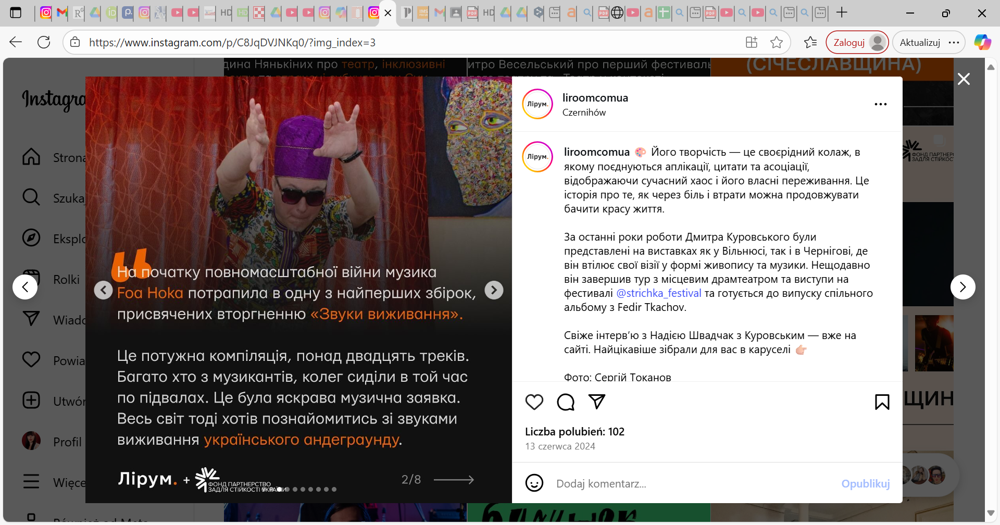 https://www.instagram.com/p/C8JqDVJNKq0/?img_index=3
Zaloguj
Aktualizuj
дина Нянькіних про театр, інклюзивні
итро Весельський про перший фестиваль
(СІЧЕСЛАВЩИНА)
Instagra
Strona
Szukaj
Eksplo
Rolki
Wiado
Powia
Utwór
Profil
Więce
Również od Meta
На початку повномасштабної війни музика
Foa Hoka потрапила в одну з найперших збірок,
присвячених вторгненню «Звуки виживання».
Це потужна компіляція, понад двадцять треків.
Багато хто з музикантів, колег сиділи в той час
по підвалах. Це була яскрава музична заявка.
Весь світ тоді хотів познайомитись зі звуками
виживання українського андеграунду.
Лірум. +
ФОНД ПАРТНЕРСТВО
ЗАДЛЯ СТІЙКОСТІ УКРАЇНИ
2/8
Лірум.
liroomcomua
Czernihów
Лірум.
liroomcomua 🎨 Його творчість — це своєрідний колаж, в
якому поєднуються аплікації, цитати та асоціації,
відображаючи сучасний хаос і його власні переживання. Це
історія про те, як через біль і втрати можна продовжувати
бачити красу життя.
За останні роки роботи Дмитра Куровського були
представлені на виставках як у Вільнюсі, так і в Чернігові, де
він втілює свої візії у формі живопису та музики. Нещодавно
він завершив тур з місцевим драмтеатром та виступи на
фестивалі @strichka_festival та готується до випуску спільного
альбому з Fedir Tkachov.
Свіже інтерв’ю з Надією Швадчак з Куровським — вже на
сайті. Найцікавіше зібрали для вас в каруселі 👉🏻
Фото: Сергій Токанов
Liczba polubień: 102
13 czerwca 2024
Dodaj komentarz...
Opublikuj
ФОНД ПАРТНЕР
ЗАДЛЯ СТІЙКОС
ЩИН